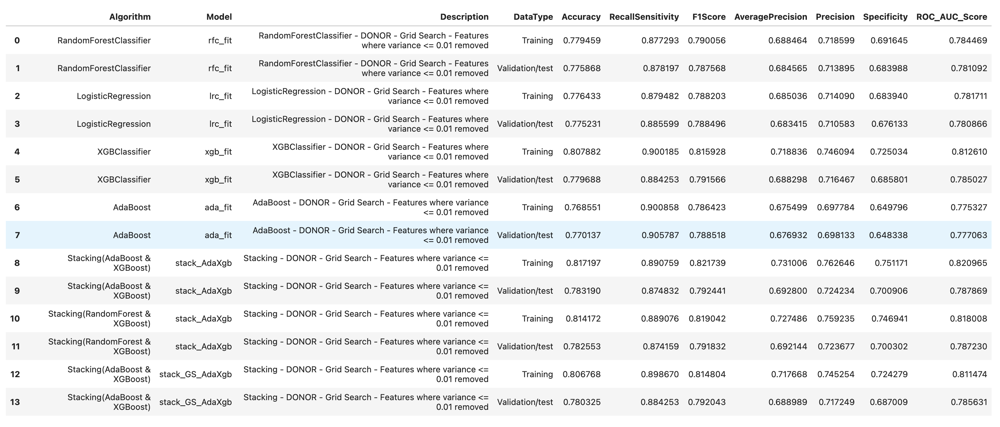 Algorithm Model Description DataType Accuracy RecallSensitivity F1Score AveragePrecision Precision Specificity ROC_AUC_Score
0 RandomForestClassifier rfc_fit RandomForestClassifier - DONOR - Grid Search - Features where variance <= 0.01 removed Training 0.779459 0.877293 0.790056 0.688464 0.718599 0.691645 0.784469
1 RandomForestClassifier rfc_fit RandomForestClassifier - DONOR - Grid Search - Features where variance <= 0.01 removed Validation/test 0.775868 0.878197 0.787568 0.684565 0.713895 0.683988 0.781092
2 LogisticRegression lrc_fit LogisticRegression - DONOR - Grid Search - Features where variance <= 0.01 removed Training 0.776433 0.879482 0.788203 0.685036 0.714090 0.683940 0.781711
3 LogisticRegression lrc_fit LogisticRegression - DONOR - Grid Search - Features where variance <= 0.01 removed Validation/test 0.775231 0.885599 0.788496 0.683415 0.710583 0.676133 0.780866
4 XGBClassifier xgb_fit XGBClassifier - DONOR - Grid Search - Features where variance <= 0.01 removed Training 0.807882 0.900185 0.815928 0.718836 0.746094 0.725034 0.812610
5 XGBClassifier xgb_fit XGBClassifier - DONOR - Grid Search - Features where variance <= 0.01 removed Validation/test 0.779688 0.884253 0.791566 0.688298 0.716467 0.685801 0.785027
6 AdaBoost ada_fit AdaBoost - DONOR - Grid Search - Features where variance <= 0.01 removed Training 0.768551 0.900858 0.786423 0.675499 0.697784 0.649796 0.775327
7 AdaBoost ada_fit AdaBoost - DONOR - Grid Search - Features where variance <= 0.01 removed Validation/test 0.770137 0.905787 0.788518 0.676932 0.698133 0.648338 0.777063
8 Stacking(AdaBoost & XGBoost) stack_AdaXgb Stacking - DONOR - Grid Search - Features where variance <= 0.01 removed Training 0.817197 0.890759 0.821739 0.731006 0.762646 0.751171 0.820965
9 Stacking(AdaBoost & XGBoost) stack_AdaXgb Stacking - DONOR - Grid Search - Features where variance <= 0.01 removed Validation/test 0.783190 0.874832 0.792441 0.692800 0.724234 0.700906 0.787869
10 Stacking(RandomForest & XGBoost) stack_AdaXgb Stacking - DONOR - Grid Search - Features where variance <= 0.01 removed Training 0.814172 0.889076 0.819042 0.727486 0.759235 0.746941 0.818008
11 Stacking(RandomForest & XGBoost) stack_AdaXgb Stacking - DONOR - Grid Search - Features where variance <= 0.01 removed Validation/test 0.782553 0.874159 0.791832 0.692144 0.723677 0.700302 0.787230
12 Stacking(AdaBoost & XGBoost) stack_GS_AdaXgb Stacking - DONOR - Grid Search - Features where variance <= 0.01 removed Training 0.806768 0.898670 0.814804 0.717668 0.745254 0.724279 0.811474
13 Stacking(AdaBoost & XGBoost) stack_GS_AdaXgb Stacking - DONOR - Grid Search - Features where variance <= 0.01 removed Validation/test 0.780325 0.884253 0.792043 0.688989 0.717249 0.687009 0.785631